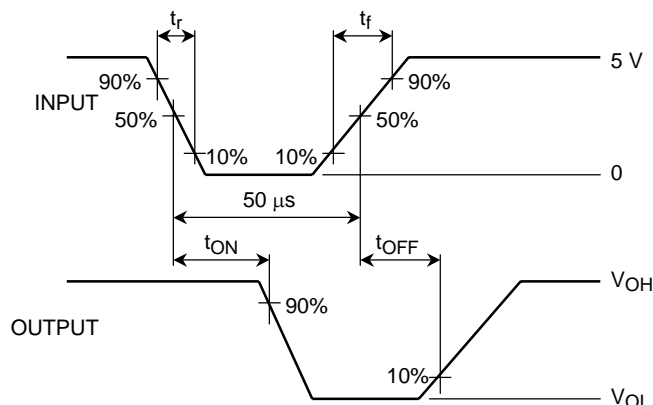 tr
tf
5 V
90%
90%
INPUT
50%
50%
10%
10%
0
50 μs
tON
tOFF
VOH
90%
OUTPUT
10%
VOL